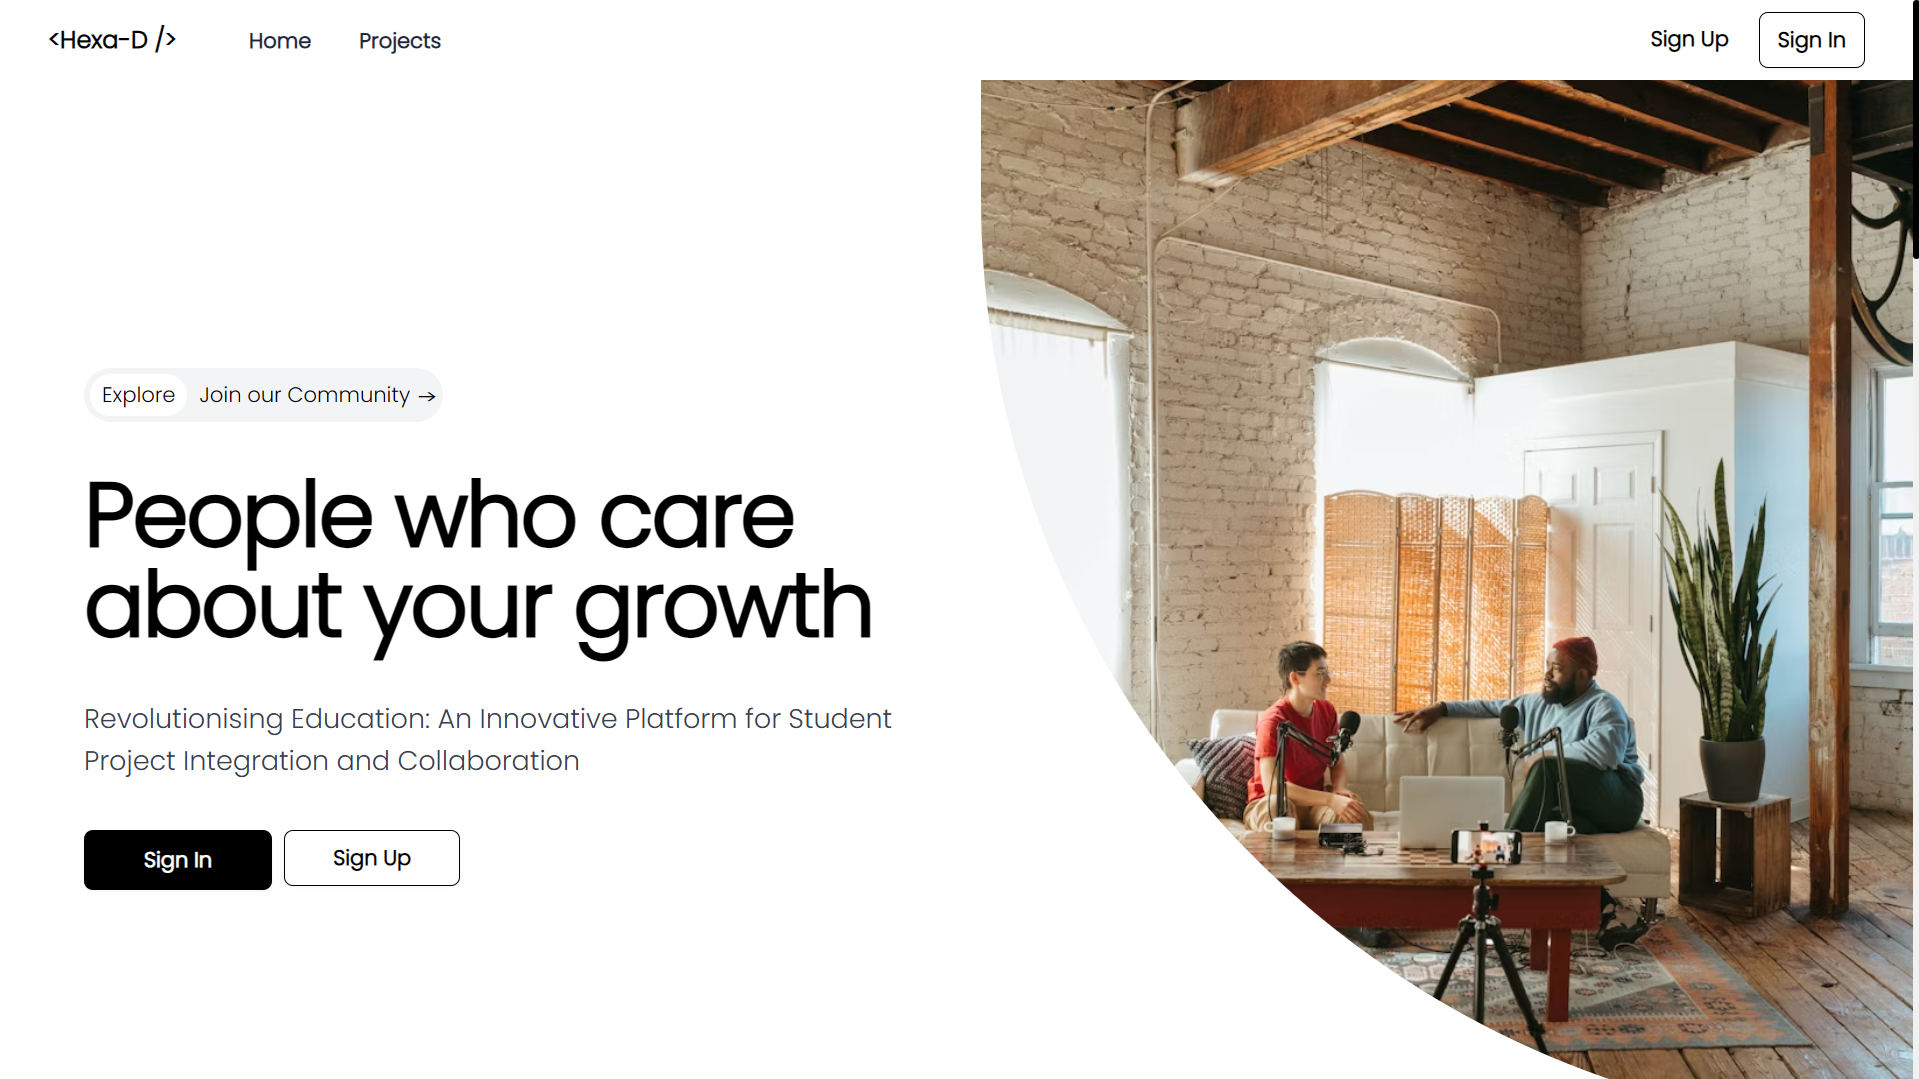 <Hexa-D /> Home Projects Sign Up Sign In
Explore Join our Community →
People who care
about your growth
Revolutionising Education: An Innovative Platform for Student
Project Integration and Collaboration
Sign In Sign Up